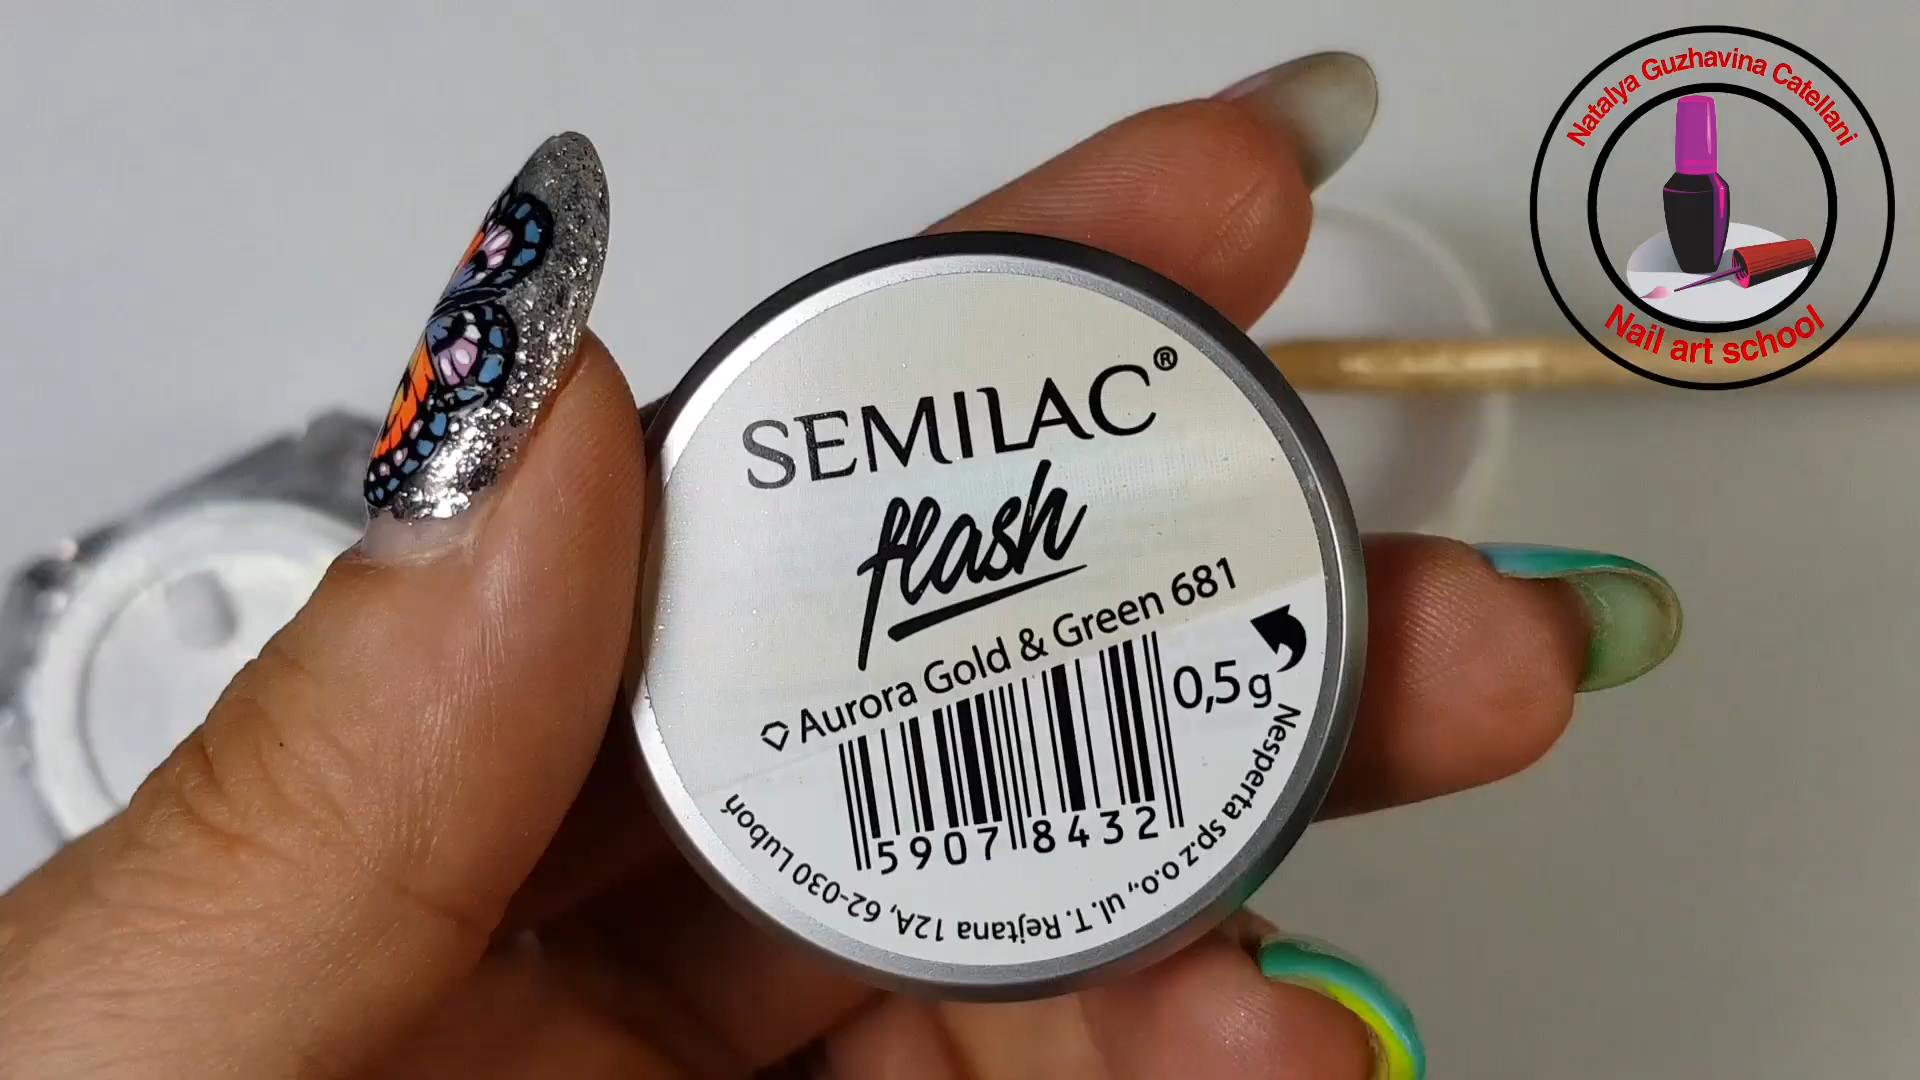 Natalya Guzhavina Catellani
Nail art school
SEMILAC®
flash
Aurora Gold & Green 681
0,5g
5907 8432
Nesperta sp.z o.o., ul. T. Rejtana 12A, 62-030 Luboń